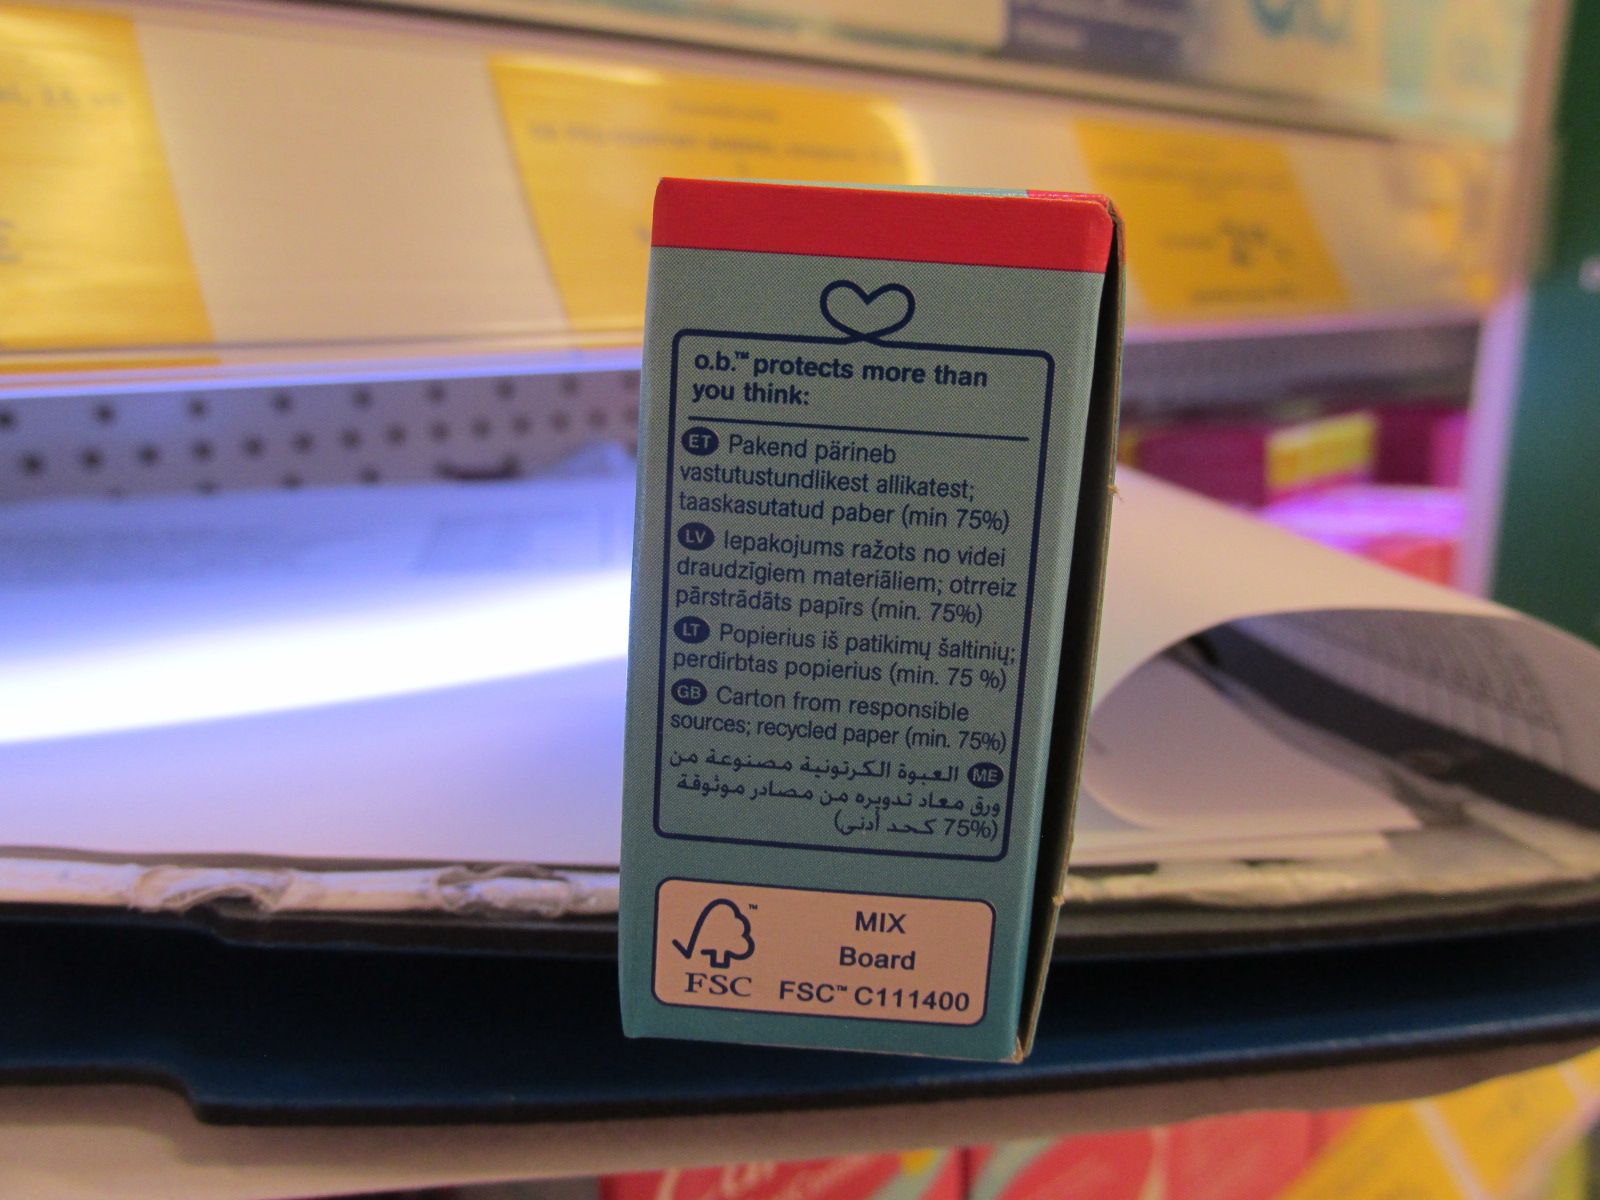 o.b.™ protects more than
you think:
ET Pakend pärineb
vastutustundlikest allikatest;
taaskasutatud paber (min 75%)
LV Iepakojums ražots no videi
draudzīgiem materiāliem; otrreiz
pārstrādāts papīrs (min. 75%)
LT Popierius iš patikimų šaltinių;
perdirbtas popierius (min. 75 %)
GB Carton from responsible
sources; recycled paper (min. 75%)
ME العبوة الكرتونية مصنوعة من
ورق معاد تدويره من مصادر موثوقة
(75% كحد أدنى)
FSC™
MIX
Board
FSC™ C111400